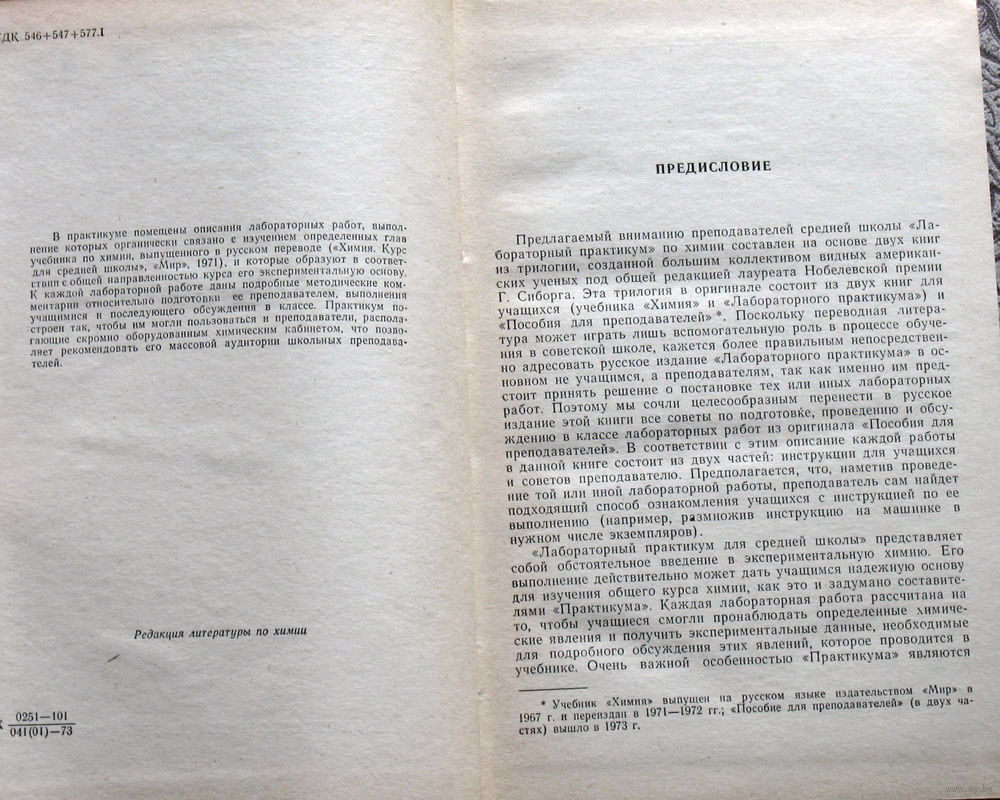 УДК 546+547+577.1
В практикуме помещены описания лабораторных работ, выпол-
нение которых органически связано с изучением определенных глав
учебника по химии, выпущенного в русском переводе («Химия. Курс
для средней школы», «Мир», 1971), и которые образуют в соответ-
ствии с общей направленностью курса его экспериментальную основу.
К каждой лабораторной работе даны подробные методические ком-
ментарии относительно подготовки ее преподавателем, выполнения
учащимися и последующего обсуждения в классе. Практикум по-
строен так, чтобы им могли пользоваться и преподаватели, распола-
гающие скромно оборудованным химическим кабинетом, что позво-
ляет рекомендовать его массовой аудитории школьных преподава-
телей.
Редакция литературы по химии
0251—101
041(01)—73
ПРЕДИСЛОВИЕ
Предлагаемый вниманию преподавателей средней школы «Ла-
бораторный практикум» по химии составлен на основе двух книг
из трилогии, созданной большим коллективом видных американ-
ских ученых под общей редакцией лауреата Нобелевской премии
Г. Сиборга. Эта трилогия в оригинале состоит из двух книг для
учащихся (учебника «Химия» и «Лабораторного практикума») и
«Пособия для преподавателей»*. Поскольку переводная литера-
тура может играть лишь вспомогательную роль в процессе обуче-
ния в советской школе, кажется более правильным непосредствен-
но адресовать русское издание «Лабораторного практикума» в ос-
новном не учащимся, а преподавателям, так как именно им пред-
стоит принять решение о постановке тех или иных лабораторных
работ. Поэтому мы сочли целесообразным перенести в русское
издание этой книги все советы по подготовке, проведению и обсу-
ждению в классе лабораторных работ из оригинала «Пособия для
преподавателей». В соответствии с этим описание каждой работы
в данной книге состоит из двух частей: инструкции для учащихся
и советов преподавателю. Предполагается, что, наметив проведе-
ние той или иной лабораторной работы, преподаватель сам найдет
подходящий способ ознакомления учащихся с инструкцией по ее
выполнению (например, размножив инструкцию на машинке в
нужном числе экземпляров).
«Лабораторный практикум для средней школы» представляет
собой обстоятельное введение в экспериментальную химию. Его
выполнение действительно может дать учащимся надежную основу
для изучения общего курса химии, как это и задумано составите-
лями «Практикума». Каждая лабораторная работа рассчитана на
то, чтобы учащиеся смогли пронаблюдать определенные химиче-
ские явления и получить экспериментальные данные, необходимые
для подробного обсуждения этих явлений, которое проводится в
учебнике. Очень важной особенностью «Практикума» являются
* Учебник «Химия» выпущен на русском языке издательством «Мир» в
1967 г. и переиздан в 1971—1972 гг.; «Пособие для преподавателей» (в двух ча-
стях) вышло в 1973 г.